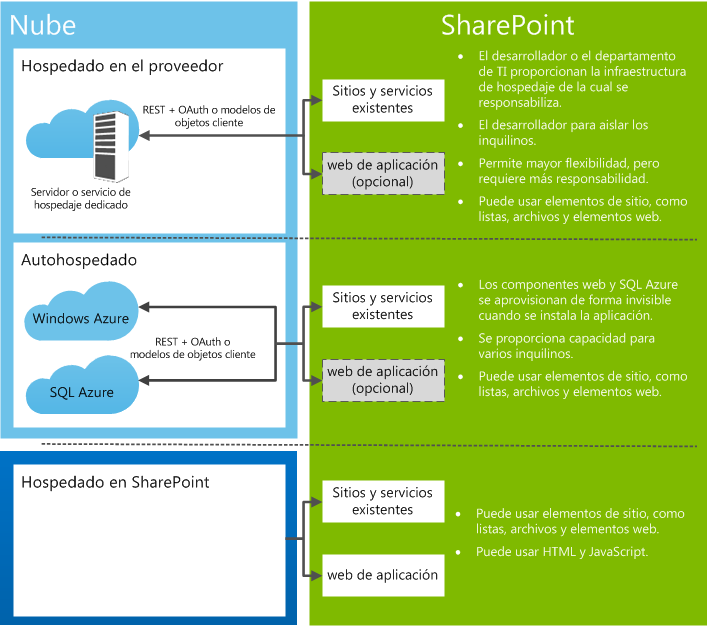 Nube
SharePoint
Hospedado en el proveedor
REST + OAuth o modelos de
objetos cliente
Servidor o servicio de
hospedaje dedicado
Sitios y servicios
existentes
web de aplicación
(opcional)
• El desarrollador o el departamento
de TI proporcionan la infraestructura
de hospedaje de la cual se
responsabiliza.
• El desarrollador para aislar los
inquilinos.
• Permite mayor flexibilidad, pero
requiere más responsabilidad.
• Puede usar elementos de sitio, como
listas, archivos y elementos web.
Autohospedado
Windows Azure
REST + OAuth o
modelos de objetos cliente
SQL Azure
Sitios y servicios
existentes
web de aplicación
(opcional)
• Los componentes web y SQL Azure
se aprovisionan de forma invisible
cuando se instala la aplicación.
• Se proporciona capacidad para
varios inquilinos.
• Puede usar elementos de sitio, como
listas, archivos y elementos web.
Hospedado en SharePoint
Sitios y servicios
existentes
web de aplicación
• Puede usar elementos de sitio, como
listas, archivos y elementos web.
• Puede usar HTML y JavaScript.